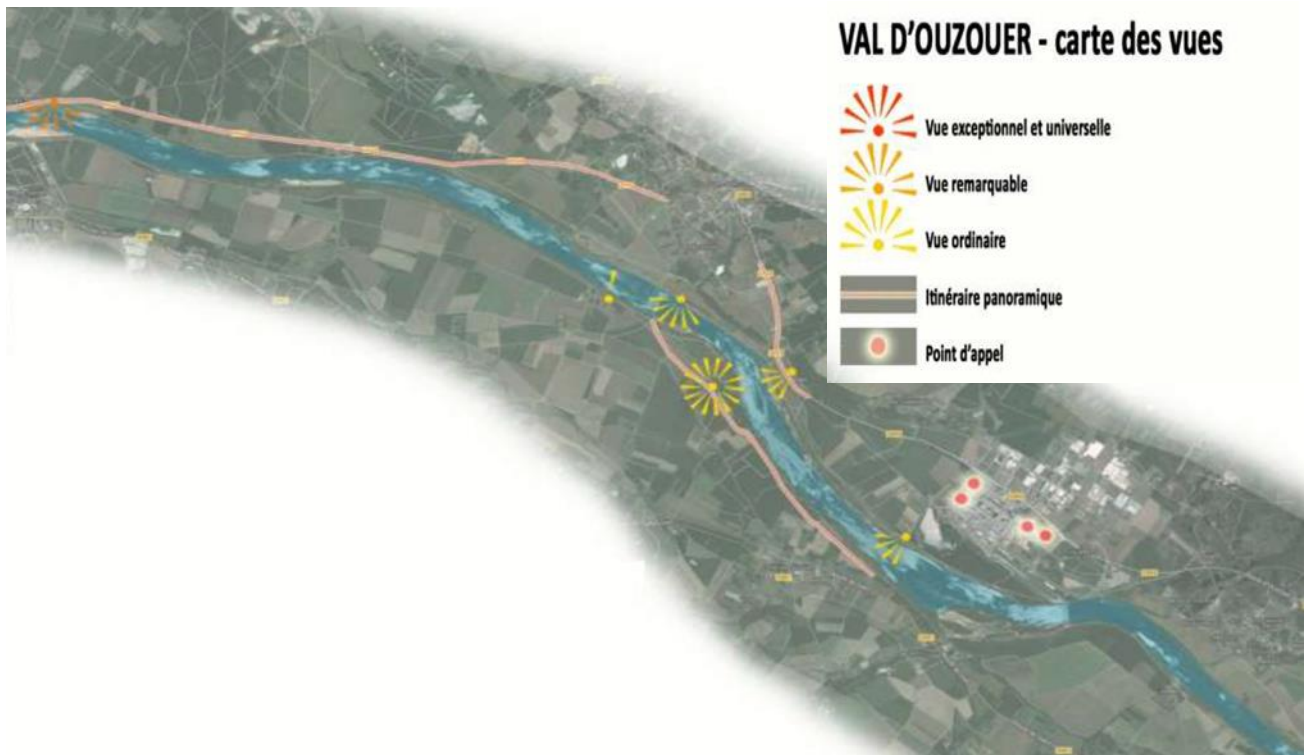 VAL D'OUZOUER - carte des vues
Vue exceptionnel et universelle
Vue remarquable
Vue ordinaire
Itinéraire panoramique
Point d'appel